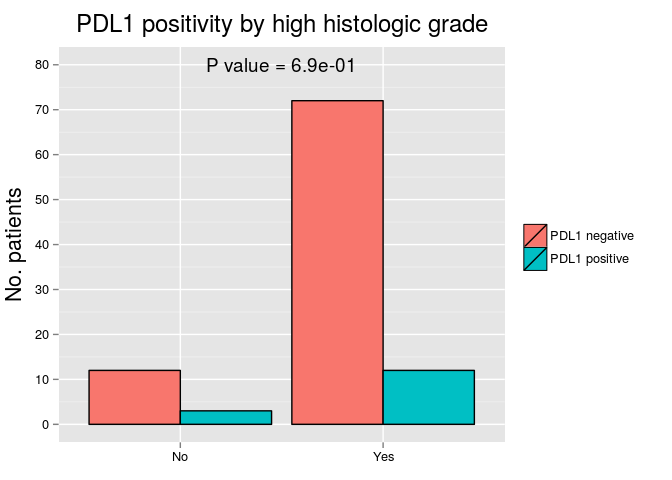 PDL1 positivity by high histologic grade
P value = 6.9e-01
No. patients
80
70
60
50
40
30
20
10
0
No
Yes
PDL1 negative
PDL1 positive